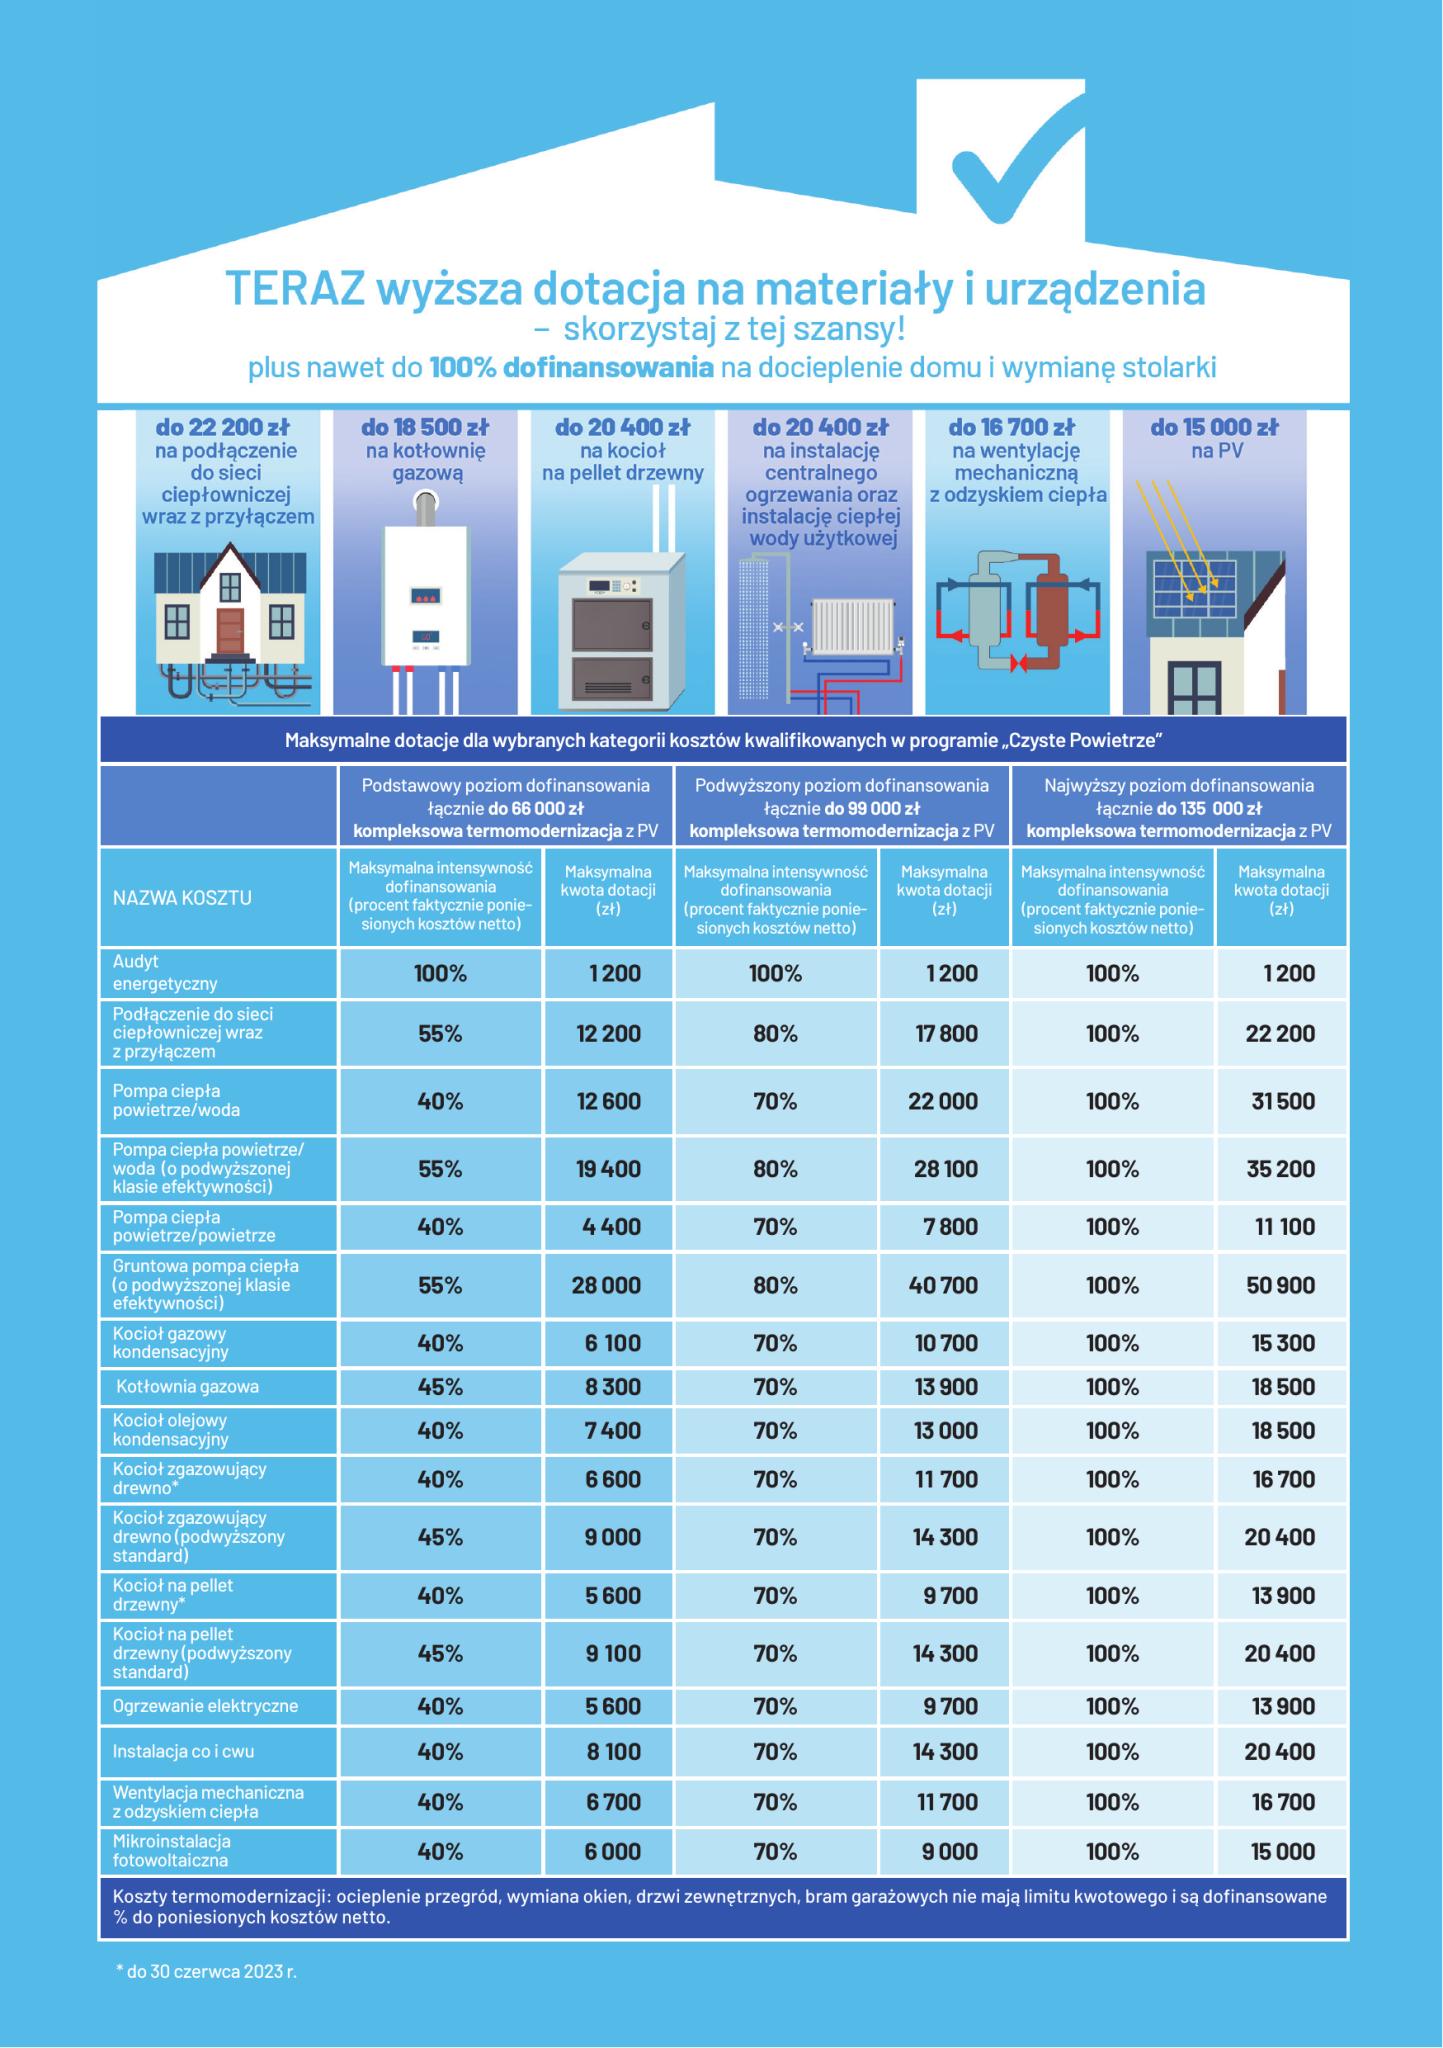 TERAZ wyższa dotacja na materiały i urządzenia
– skorzystaj z tej szansy!
plus nawet do 100% dofinansowania na docieplenie domu i wymianę stolarki
do 22 200 zł
na podłączenie
do sieci
ciepłowniczej
wraz z przyłączem
do 18 500 zł
na kotłownię
gazową
do 20 400 zł
na kocioł
na pellet drzewny
do 20 400 zł
na instalację
centralnego
ogrzewania oraz
instalację ciepłej
wody użytkowej
do 16 700 zł
na wentylację
mechaniczną
z odzyskiem ciepła
do 15 000 zł
na PV
Maksymalne dotacje dla wybranych kategorii kosztów kwalifikowanych w programie „Czyste Powietrze”
Podstawowy poziom dofinansowania
łącznie do 66 000 zł
kompleksowa termomodernizacja z PV
Podwyższony poziom dofinansowania
łącznie do 99 000 zł
kompleksowa termomodernizacja z PV
Najwyższy poziom dofinansowania
łącznie do 135 000 zł
kompleksowa termomodernizacja z PV
NAZWA KOSZTU
Maksymalna intensywność
dofinansowania
(procent faktycznie ponie-
sionych kosztów netto)
Maksymalna
kwota dotacji
(zł)
Maksymalna intensywność
dofinansowania
(procent faktycznie ponie-
sionych kosztów netto)
Maksymalna
kwota dotacji
(zł)
Maksymalna intensywność
dofinansowania
(procent faktycznie ponie-
sionych kosztów netto)
Maksymalna
kwota dotacji
(zł)
Audyt
energetyczny
100% 1 200 100% 1 200 100% 1 200
Podłączenie do sieci
ciepłowniczej wraz
z przyłączem
55% 12 200 80% 17 800 100% 22 200
Pompa ciepła
powietrze/woda
40% 12 600 70% 22 000 100% 31 500
Pompa ciepła powietrze/
woda (o podwyższonej
klasie efektywności)
55% 19 400 80% 28 100 100% 35 200
Pompa ciepła
powietrze/powietrze
40% 4 400 70% 7 800 100% 11 100
Gruntowa pompa ciepła
(o podwyższonej klasie
efektywności)
55% 28 000 80% 40 700 100% 50 900
Kocioł gazowy
kondensacyjny
40% 6 100 70% 10 700 100% 15 300
Kotłownia gazowa 45% 8 300 70% 13 900 100% 18 500
Kocioł olejowy
kondensacyjny
40% 7 400 70% 13 000 100% 18 500
Kocioł zgazowujący
drewno*
40% 6 600 70% 11 700 100% 16 700
Kocioł zgazowujący
drewno (podwyższony
standard)
45% 9 000 70% 14 300 100% 20 400
Kocioł na pellet
drzewny*
40% 5 600 70% 9 700 100% 13 900
Kocioł na pellet
drzewny (podwyższony
standard)
45% 9 100 70% 14 300 100% 20 400
Ogrzewanie elektryczne 40% 5 600 70% 9 700 100% 13 900
Instalacja co i cwu 40% 8 100 70% 14 300 100% 20 400
Wentylacja mechaniczna
z odzyskiem ciepła
40% 6 700 70% 11 700 100% 16 700
Mikroinstalacja
fotowoltaiczna
40% 6 000 70% 9 000 100% 15 000
Koszty termomodernizacji: ocieplenie przegród, wymiana okien, drzwi zewnętrznych, bram garażowych nie mają limitu kwotowego i są dofinansowane
% do poniesionych kosztów netto.
* do 30 czerwca 2023 r.